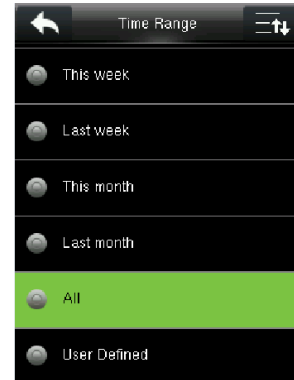 Time Range
This week
Last week
This month
Last month
All
User Defined